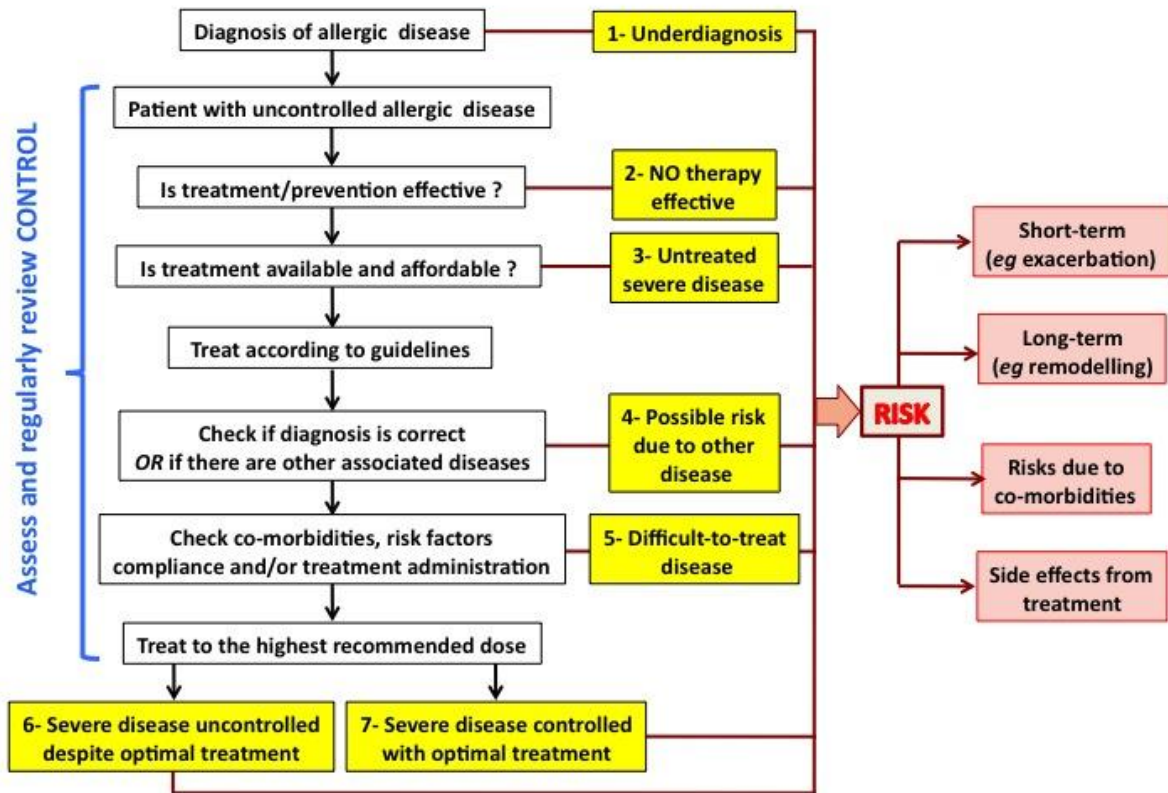 Diagnosis of allergic disease
1- Underdiagnosis
Assess and regularly review CONTROL
Patient with uncontrolled allergic disease
Is treatment/prevention effective ?
2- NO therapy
effective
Is treatment available and affordable ?
3- Untreated
severe disease
Treat according to guidelines
Check if diagnosis is correct
OR if there are other associated diseases
4- Possible risk
due to other
disease
Check co-morbidities, risk factors
compliance and/or treatment administration
5- Difficult-to-treat
disease
Treat to the highest recommended dose
6- Severe disease uncontrolled
despite optimal treatment
7- Severe disease controlled
with optimal treatment
RISK
Short-term
(eg exacerbation)
Long-term
(eg remodelling)
Risks due to
co-morbidities
Side effects from
treatment